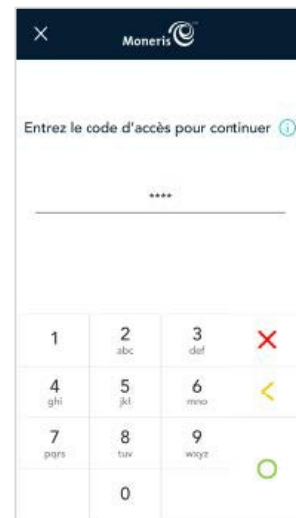 Moneris
Entrez le code d'accès pour continuer
****
1 2 3
abc def
4 5 6
ghi jkl mno
7 8 9
pqrs tuv wxyz
0